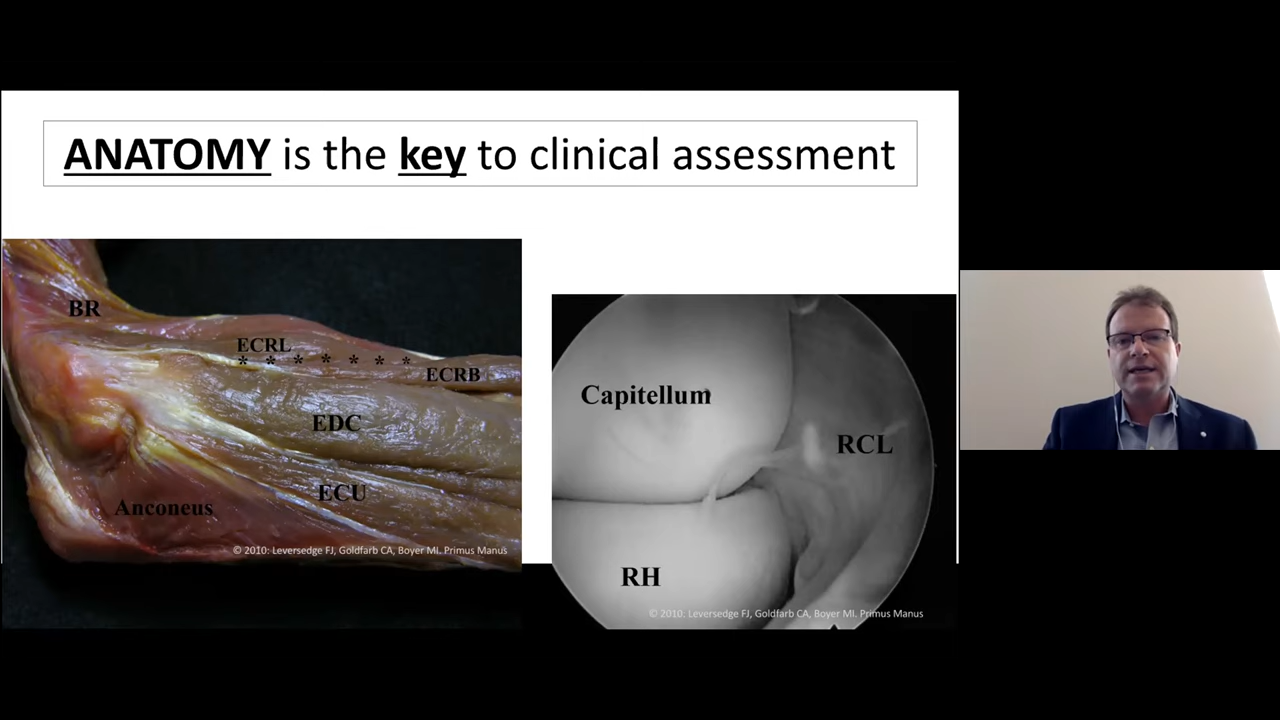 ANATOMY is the key to clinical assessment
BR
ECRL
* * * * * * *
ECRB
EDC
ECU
Anconeus
© 2010: Leversedge FJ, Goldfarb CA, Boyer MI. Primus Manus
Capitellum
RCL
RH
© 2010: Leversedge FJ, Goldfarb CA, Boyer MI. Primus Manus